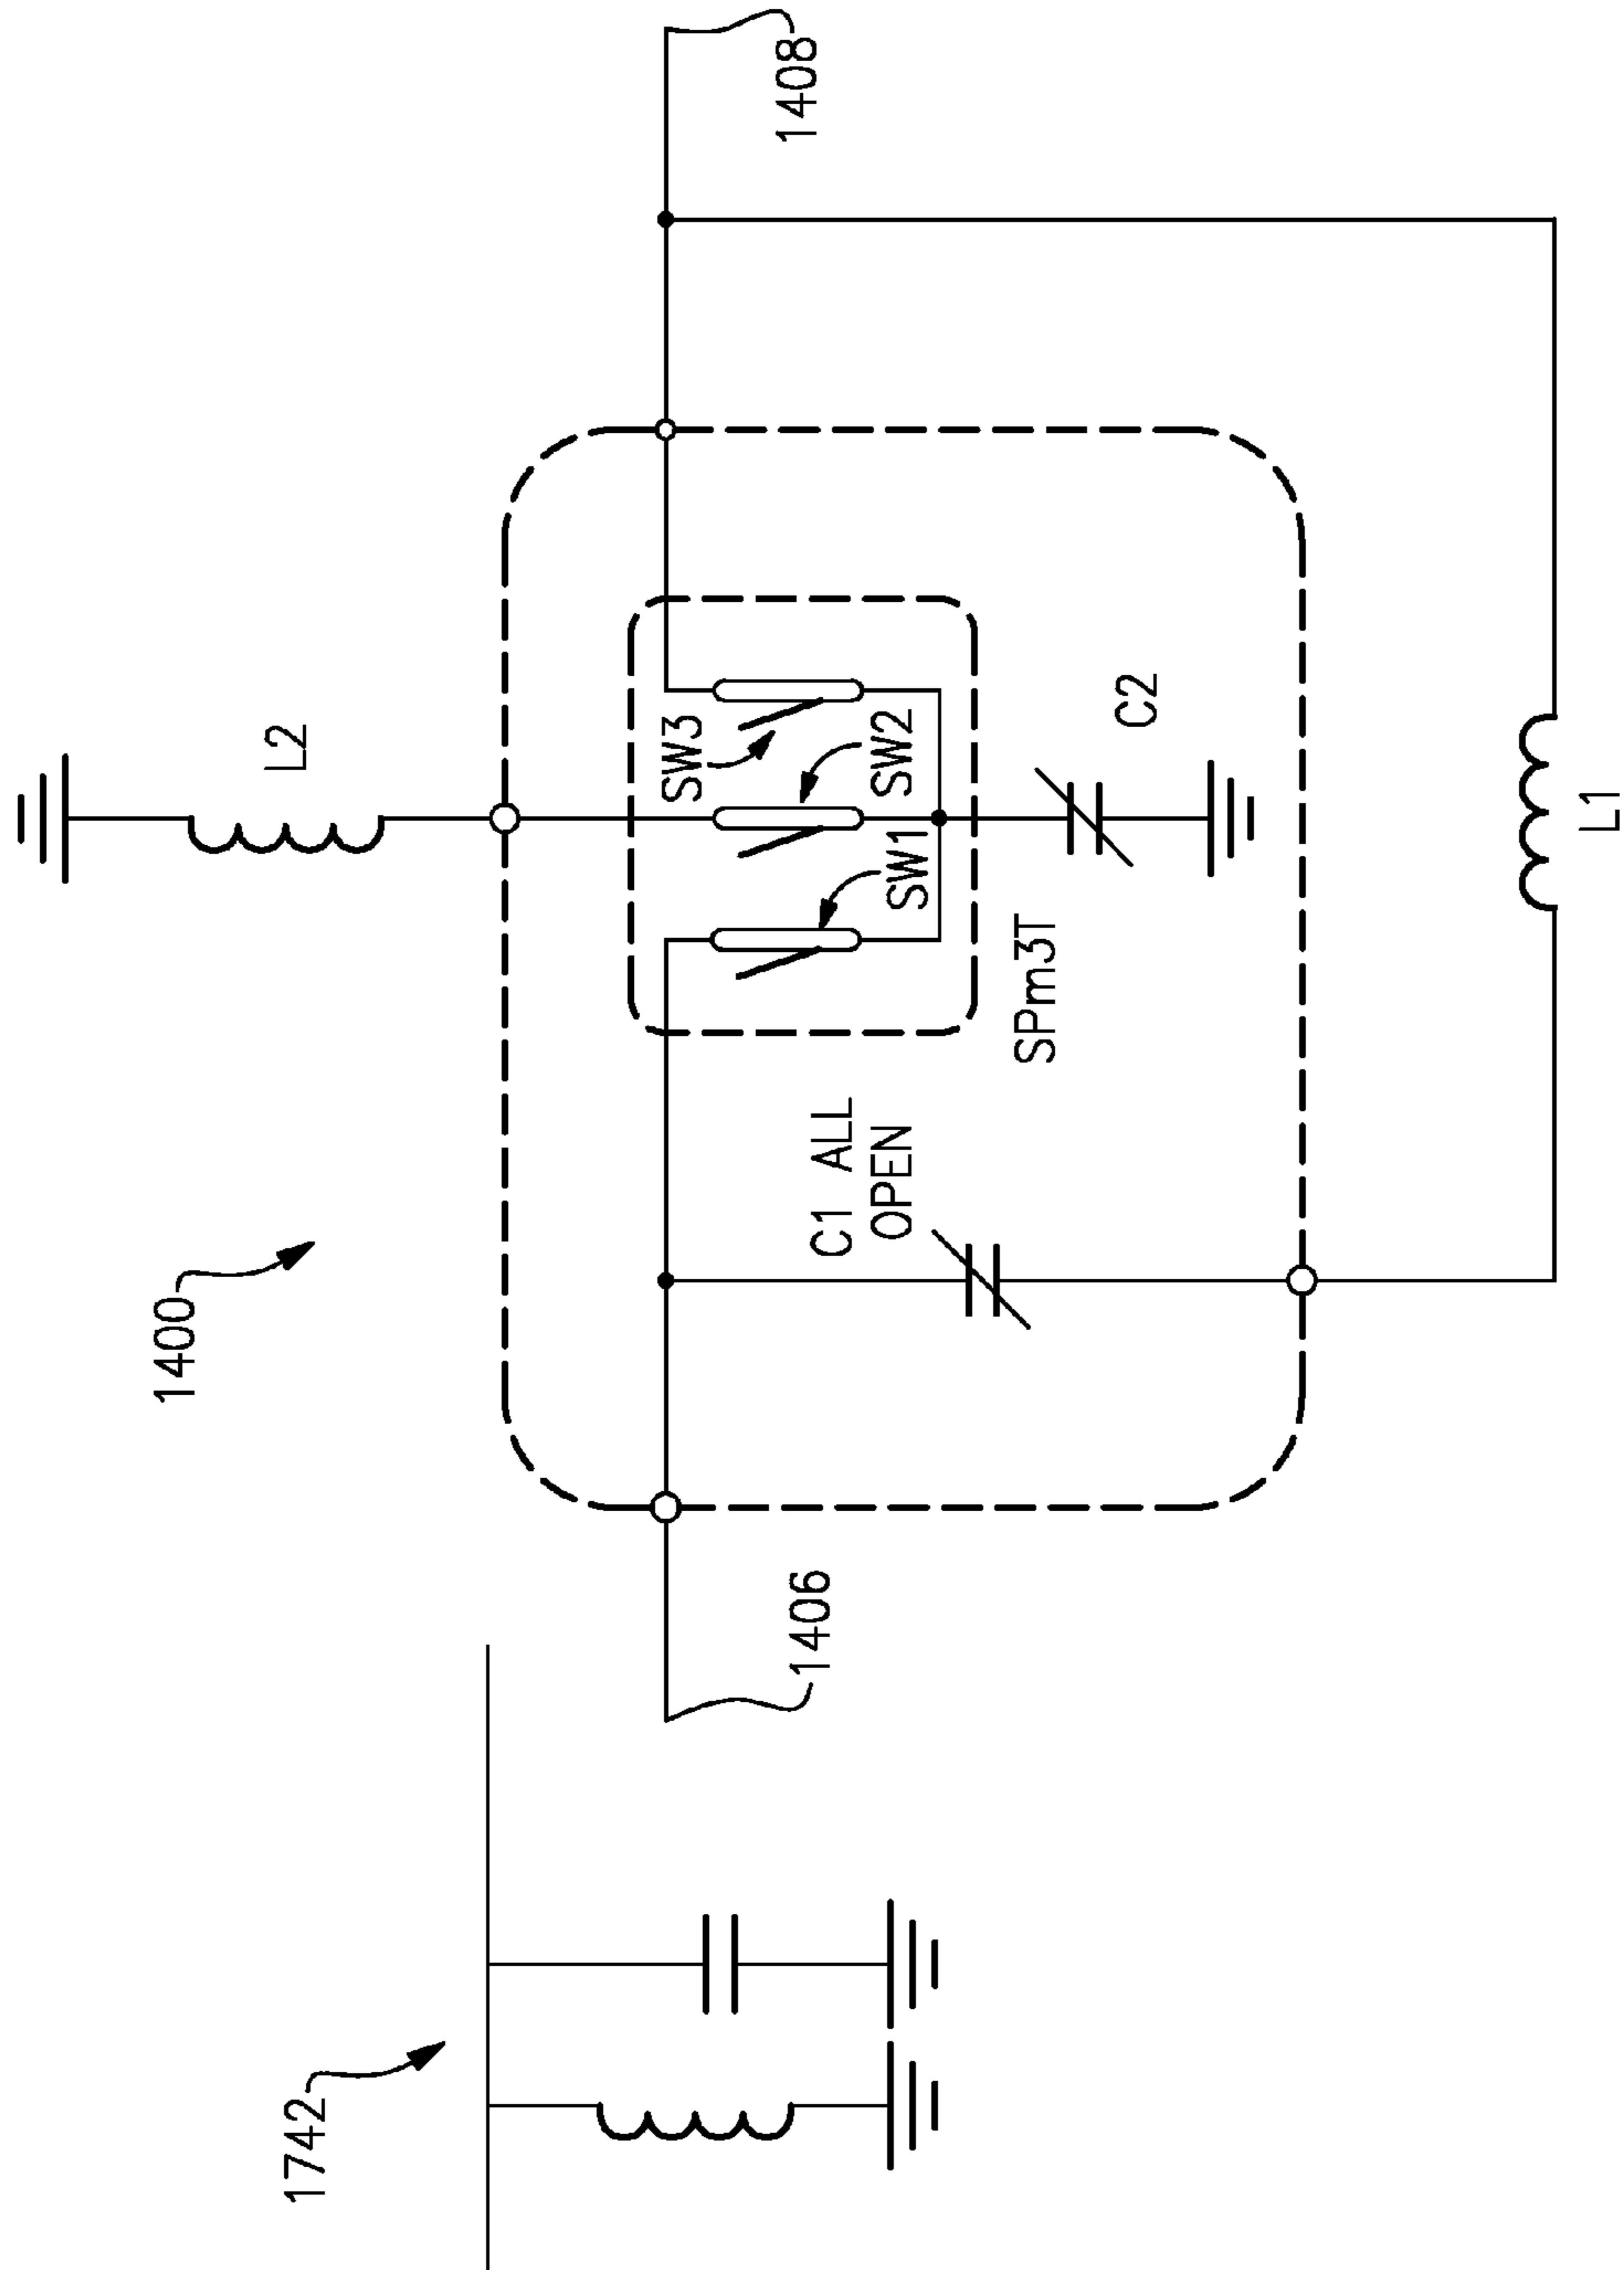 1400
1742
L2
1408
SW3
SW2
SW1
C1 ALL
OPEN
SPm3T
C2
1406
L1